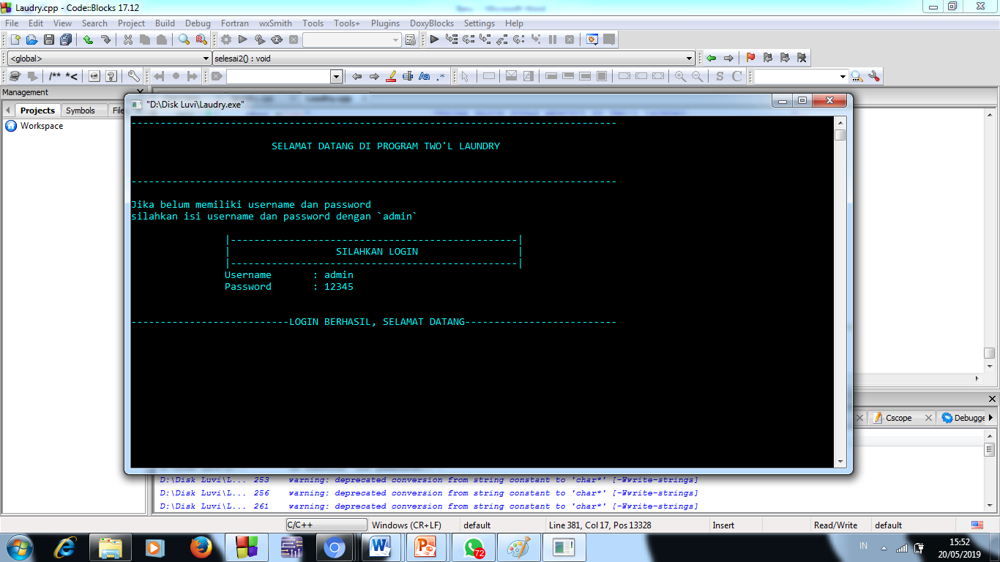 Laudry.cpp - Code::Blocks 17.12
File Edit View Search Project Build Debug Fortran wxSmith Tools Tools+ Plugins DoxyBlocks Settings Help
<global> selesai2() : void
/** *< Aa .* S C
Management
Projects Symbols File
Workspace
"D:\Disk Luvi\Laudry.exe"
--------------------------------------------------------------------------------
SELAMAT DATANG DI PROGRAM TWO'L LAUNDRY
--------------------------------------------------------------------------------
Jika belum memiliki username dan password
silahkan isi username dan password dengan `admin`
|-------------------------------------------------|
| SILAHKAN LOGIN |
|-------------------------------------------------|
Username : admin
Password : 12345
---------------------------LOGIN BERHASIL, SELAMAT DATANG--------------------------
Cscope Debugge
D:\Disk Luvi\L... 253 warning: deprecated conversion from string constant to 'char*' [-Wwrite-strings]
D:\Disk Luvi\L... 256 warning: deprecated conversion from string constant to 'char*' [-Wwrite-strings]
D:\Disk Luvi\L... 261 warning: deprecated conversion from string constant to 'char*' [-Wwrite-strings]
C/C++ Windows (CR+LF) default Line 381, Col 17, Pos 13328 Insert Read/Write default
72
IN 15:52
20/05/2019